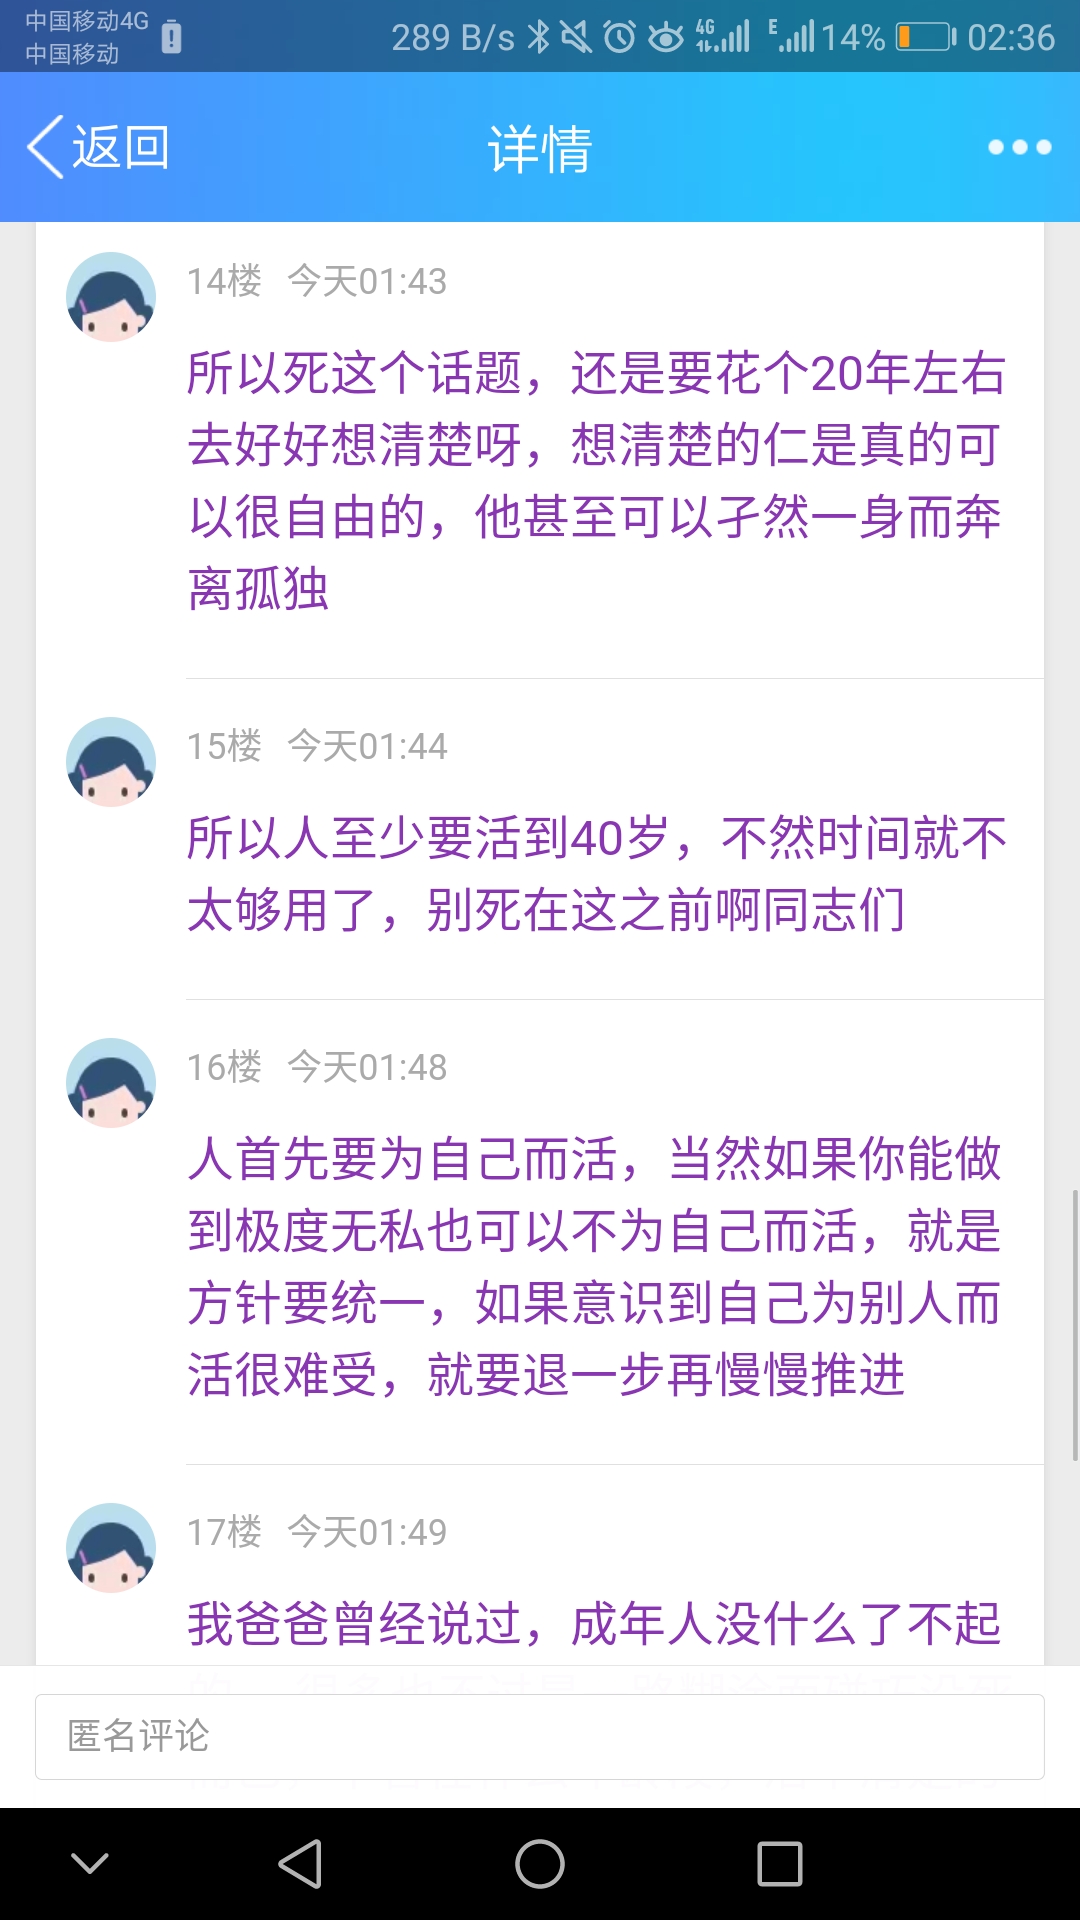 中国移动4G
中国移动
289 B/s 4G E 14% 02:36
返回 详情
14楼 今天01:43
所以死这个话题，还是要花个20年左右
去好好想清楚呀，想清楚的仁是真的可
以很自由的，他甚至可以孑然一身而奔
离孤独
15楼 今天01:44
所以人至少要活到40岁，不然时间就不
太够用了，别死在这之前啊同志们
16楼 今天01:48
人首先要为自己而活，当然如果你能做
到极度无私也可以不为自己而活，就是
方针要统一，如果意识到自己为别人而
活很难受，就要退一步再慢慢推进
17楼 今天01:49
我爸爸曾经说过，成年人没什么了不起
匿名评论